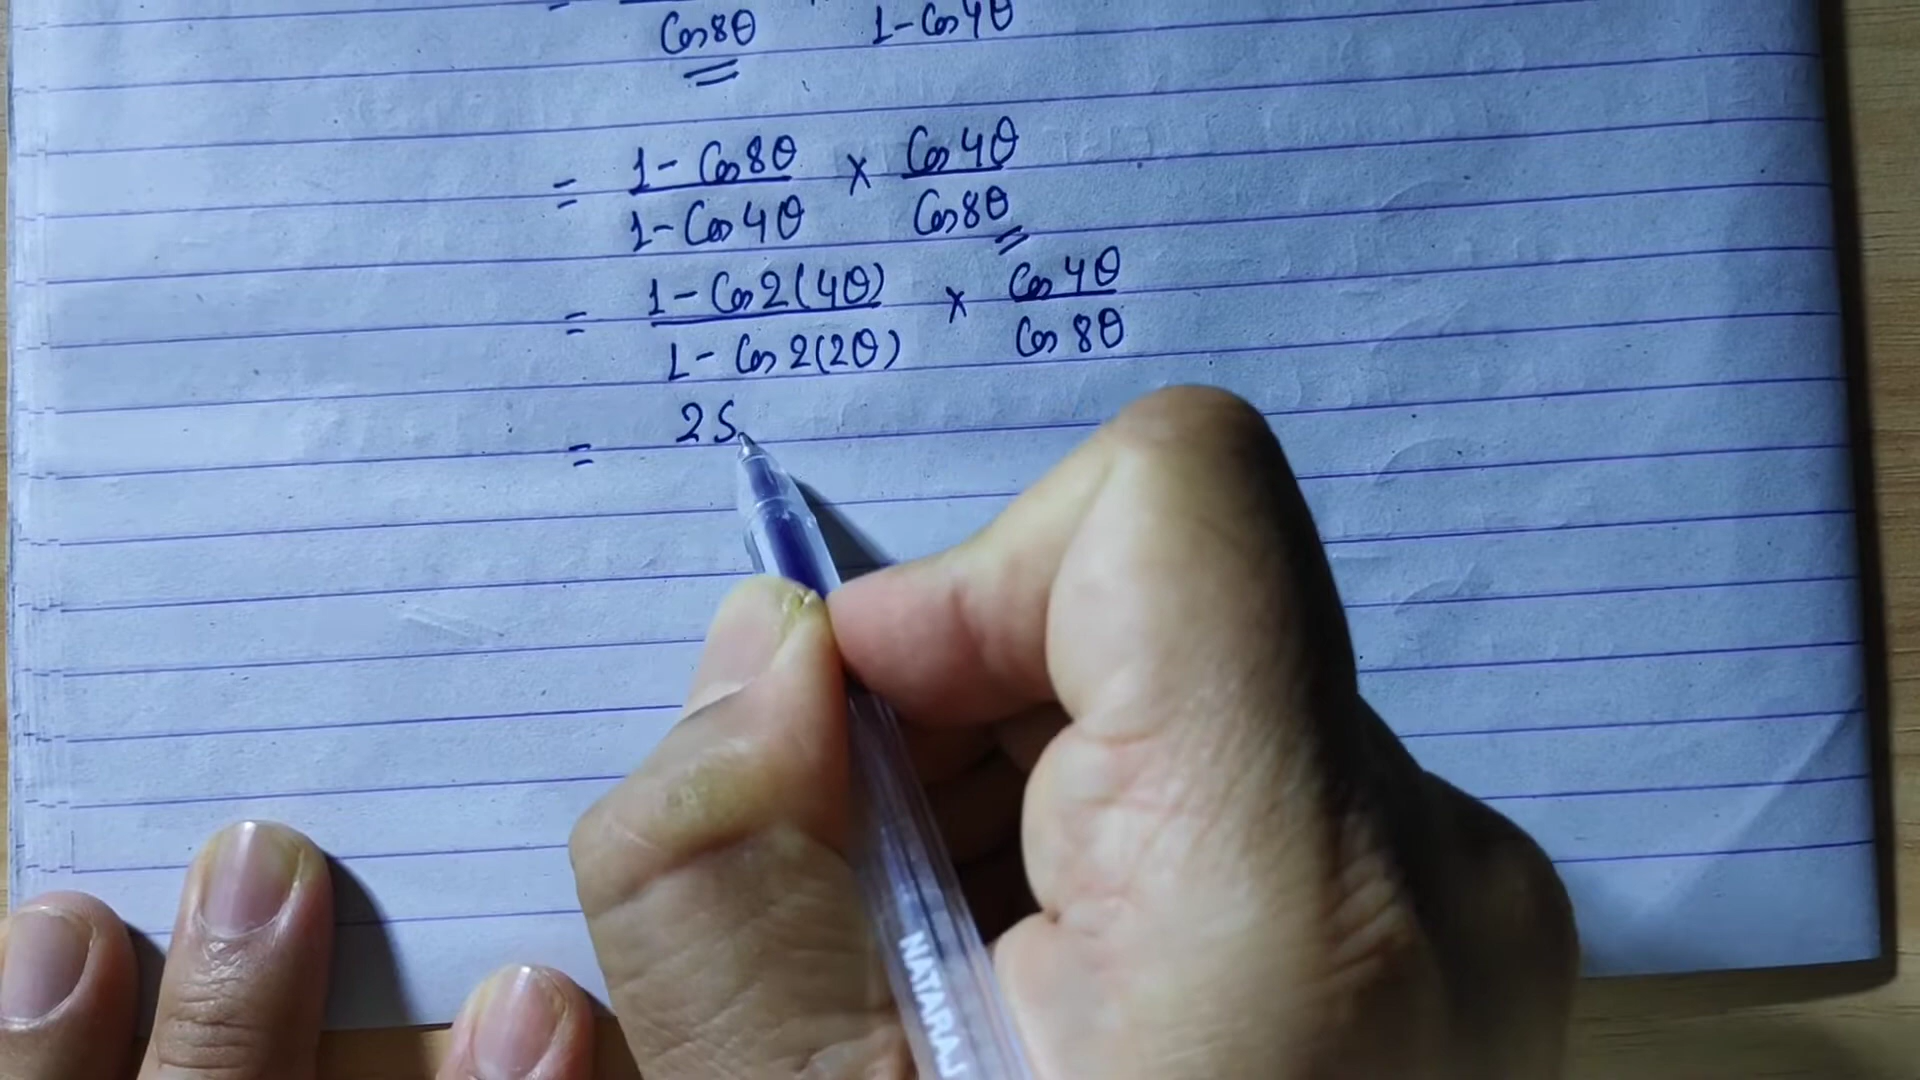 = Cos8θ 1-Cos4θ
= 1-Cos8θ / 1-Cos4θ × Cos4θ / Cos8θ
= 1-Cos2(4θ) / 1-Cos2(2θ) × Cos4θ / Cos8θ
= 2S
NATARAJ